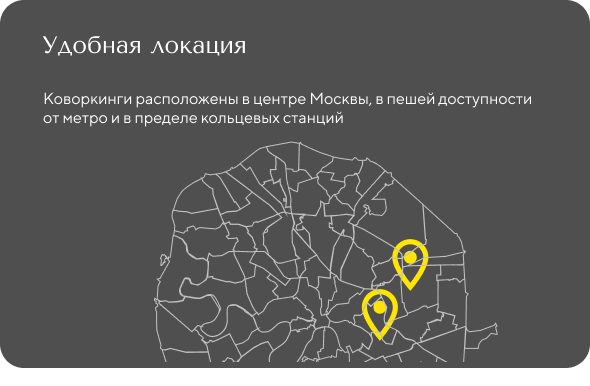 Удобная локация
Коворкинги расположены в центре Москвы, в пешей доступности
от метро и в пределе кольцевых станций